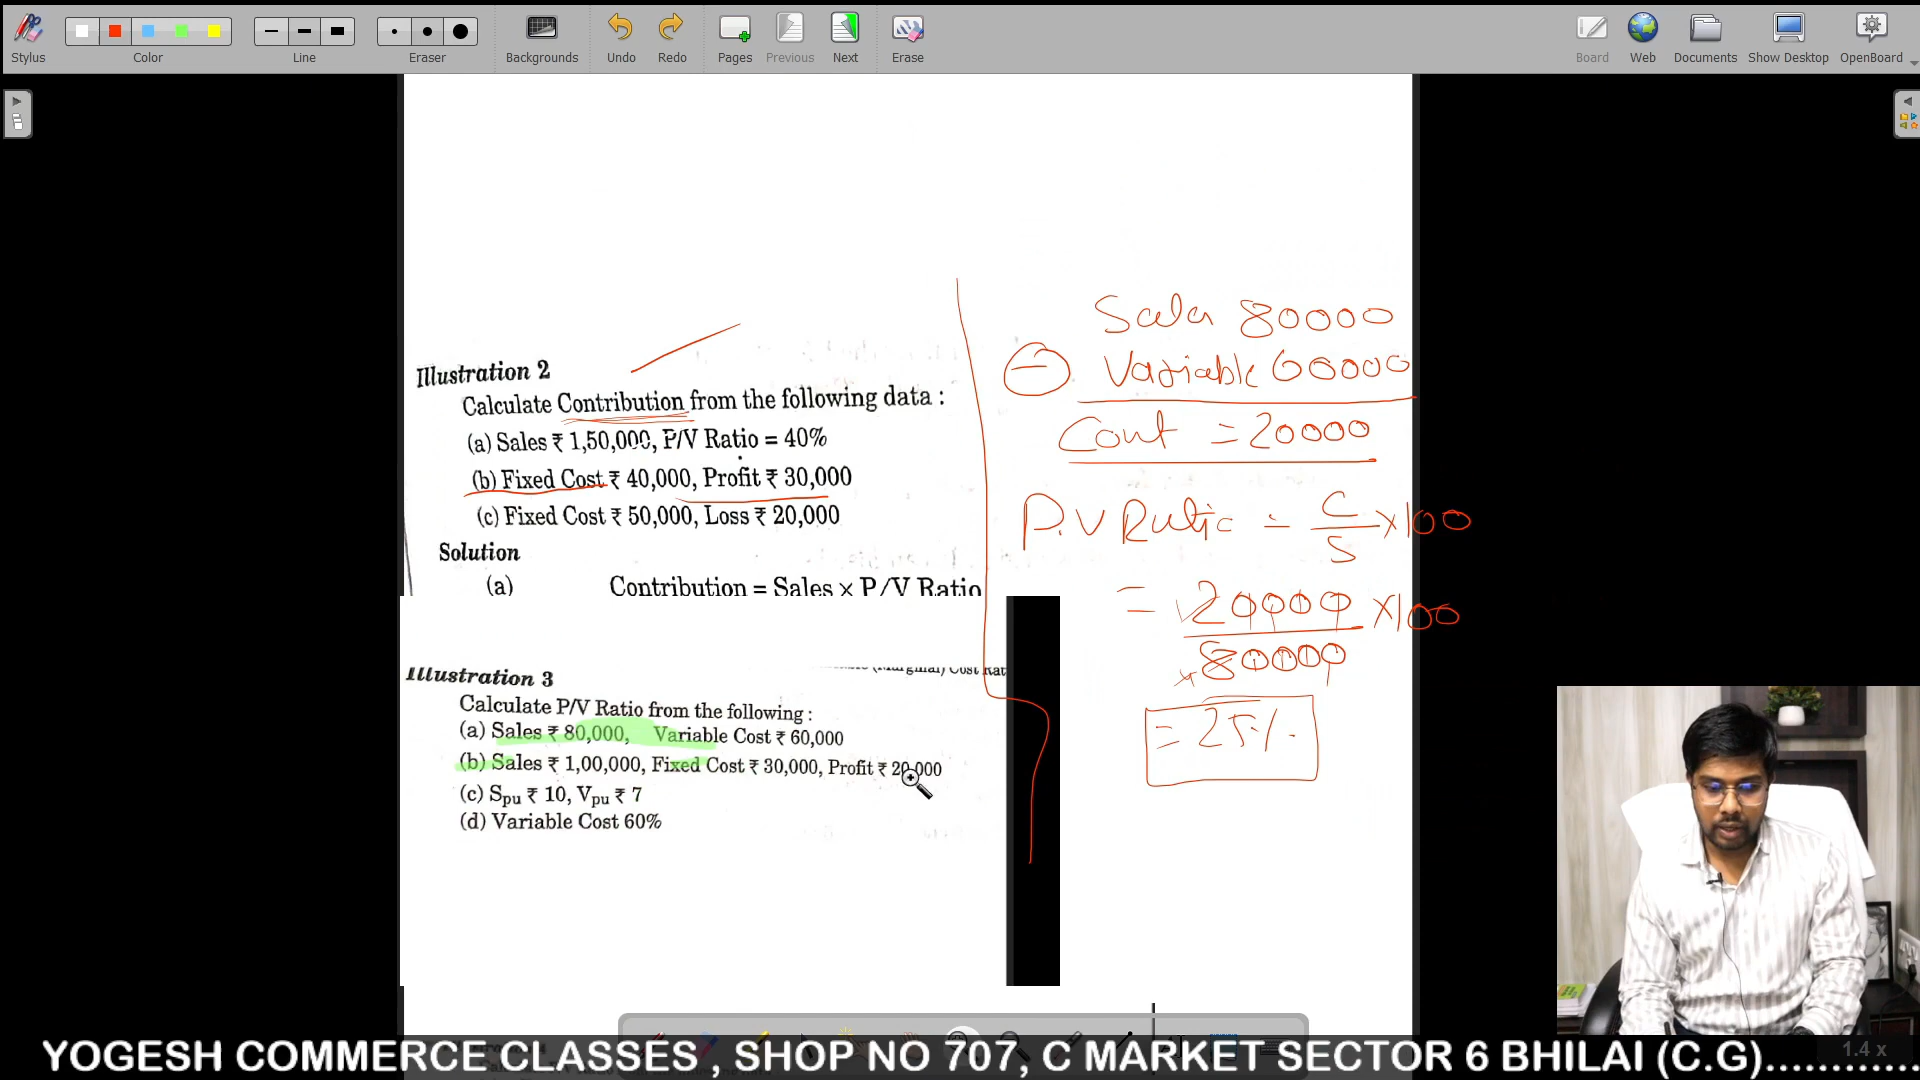 Stylus
Color
Line
Eraser
Backgrounds
Undo
Redo
Pages
Previous
Next
Erase
Board
Web
Documents
Show Desktop
OpenBoard
Illustration 2
Calculate Contribution from the following data :
(a) Sales ₹ 1,50,000, P/V Ratio = 40%
(b) Fixed Cost ₹ 40,000, Profit ₹ 30,000
(c) Fixed Cost ₹ 50,000, Loss ₹ 20,000
Solution
(a) Contribution = Sales × P/V Ratio
(Marginal) Cost Rat
Illustration 3
Calculate P/V Ratio from the following :
(a) Sales ₹ 80,000, Variable Cost ₹ 60,000
(b) Sales ₹ 1,00,000, Fixed Cost ₹ 30,000, Profit ₹ 20,000
(c) Spu ₹ 10, Vpu ₹ 7
(d) Variable Cost 60%
Sales 80000
(-) Variable 60000
Cont = 20000
P.V Ratio = C/S ×100
= 20000/80000 ×100
= 25%.
1.4 x
YOGESH COMMERCE CLASSES , SHOP NO 707, C MARKET SECTOR 6 BHILAI (C.G)............